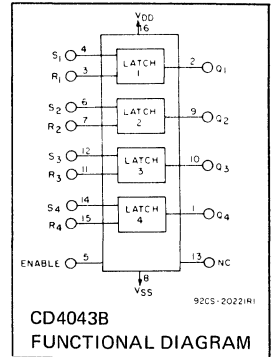 VDD
16
S1 4 LATCH 1 2 Q1
R1 3
S2 6 LATCH 2 9 Q2
R2 7
S3 12 LATCH 3 10 Q3
R3 11
S4 14 LATCH 4 1 Q4
R4 15
ENABLE 5 13 NC
8
VSS
92CS-20221R1
CD4043B
FUNCTIONAL DIAGRAM